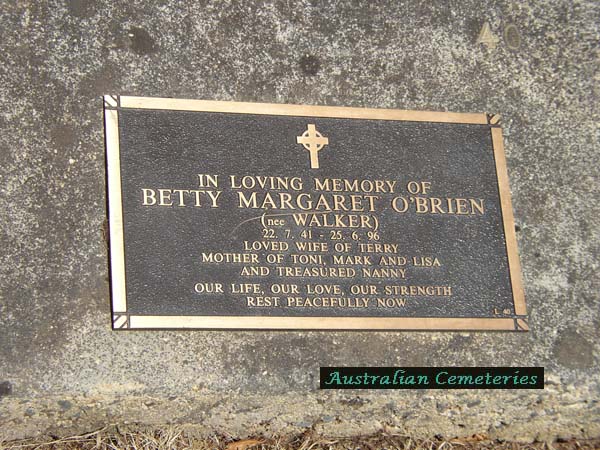 40
IN LOVING MEMORY OF
BETTY MARGARET O'BRIEN
(nee WALKER)
22. 7. 41 - 25. 6. 96
LOVED WIFE OF TERRY
MOTHER OF TONI, MARK AND LISA
AND TREASURED NANNY
OUR LIFE, OUR LOVE, OUR STRENGTH
REST PEACEFULLY NOW
L 40
Australian Cemeteries